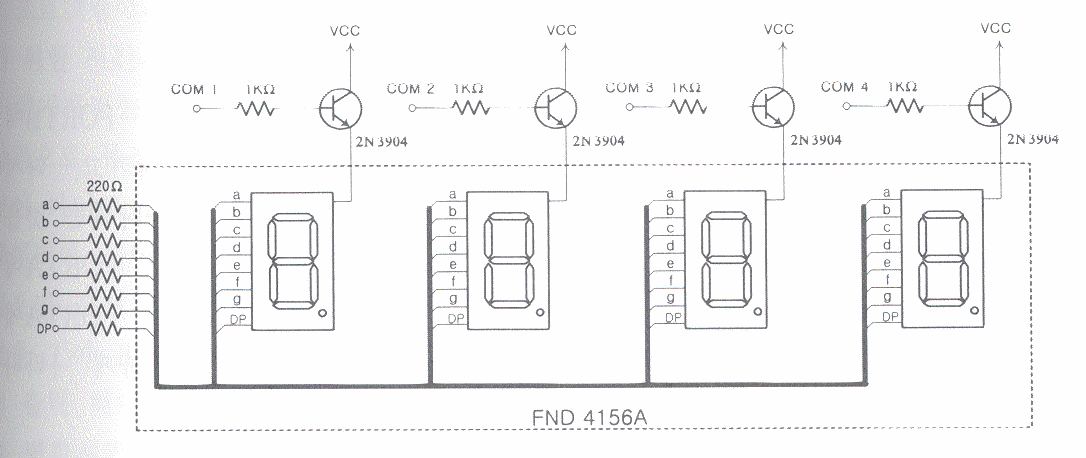 VCC VCC VCC VCC
COM 1 1KΩ COM 2 1KΩ COM 3 1KΩ COM 4 1KΩ
2N3904 2N3904 2N3904 2N3904
220Ω
a a a a a
b b b b b
c c c c c
d d d d d
e e e e e
f f f f f
g g g g g
DP DP DP DP DP
FND 4156A